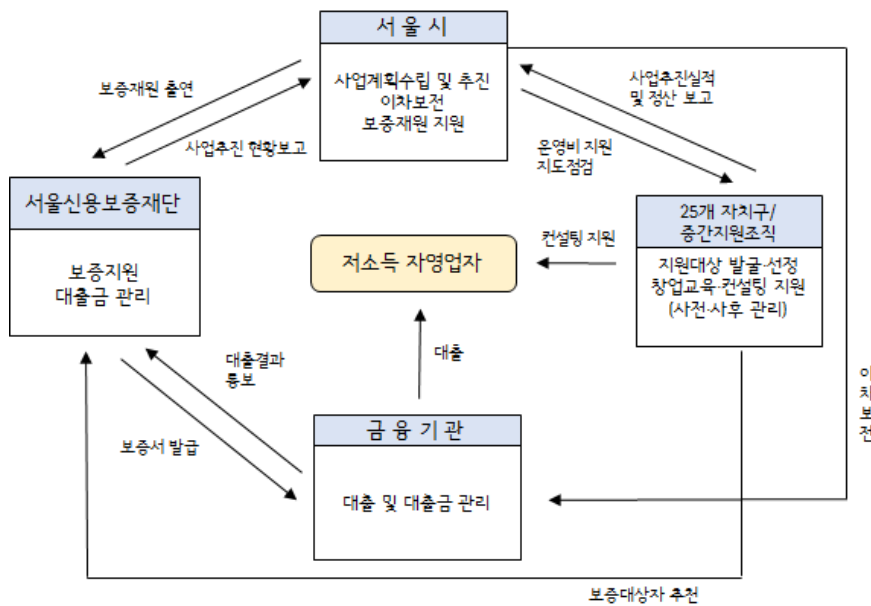 서 울 시
사업계획수립 및 추진
이차보전
보증재원 지원
보증재원 출연
사업추진 현황보고
사업추진실적
및 정산 보고
운영비 지원
지도점검
서울신용보증재단
보증지원
대출금 관리
저소득 자영업자
컨설팅 지원
25개 자치구/
중간지원조직
지원대상 발굴·선정
창업교육·컨설팅 지원
(사전·사후 관리)
대출결과
통보
대출
보증서 발급
금 융 기 관
대출 및 대출금 관리
이
차
보
전
보증대상자 추천